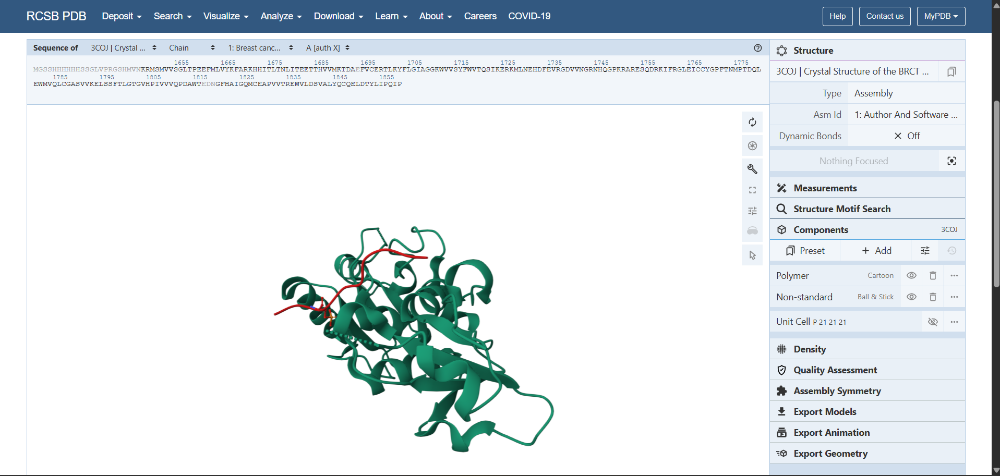 RCSB PDB Deposit Search Visualize Analyze Download Learn About Careers COVID-19 Help Contact us MyPDB
Sequence of 3COJ | Crystal ... Chain 1: Breast canc... A [auth X]
1655 1665 1675 1685 1695 1705 1715 1725 1735 1745 1755 1765 1775
MGSSHHHHHHSSGLVPRGSHMVNKRMSMVVSGLTPEEFMLVYKFARKHHITLTNLITEETTHVVMKTDAEFVCERTLKYFLGIAGGKWVVSYFWVTQSIKERKMLNEHDFEVRGDVVNGRNHQGPKRARESQDRKIFRGLEICCYGPFTNMPTDQL
1785 1795 1805 1815 1825 1835 1845 1855
EWMVQLCGASVVKELSSFTLGTGVHPIVVVQPDAWTEDNGFHAIGQMCEAPVVTREWVLDSVALYQCQELDTYLIPQIP
Structure
3COJ | Crystal Structure of the BRCT ...
Type Assembly
Asm Id 1: Author And Software ...
Dynamic Bonds Off
Nothing Focused
Measurements
Structure Motif Search
Components 3COJ
Preset Add
Polymer Cartoon
Non-standard Ball & Stick
Unit Cell P 21 21 21
Density
Quality Assessment
Assembly Symmetry
Export Models
Export Animation
Export Geometry